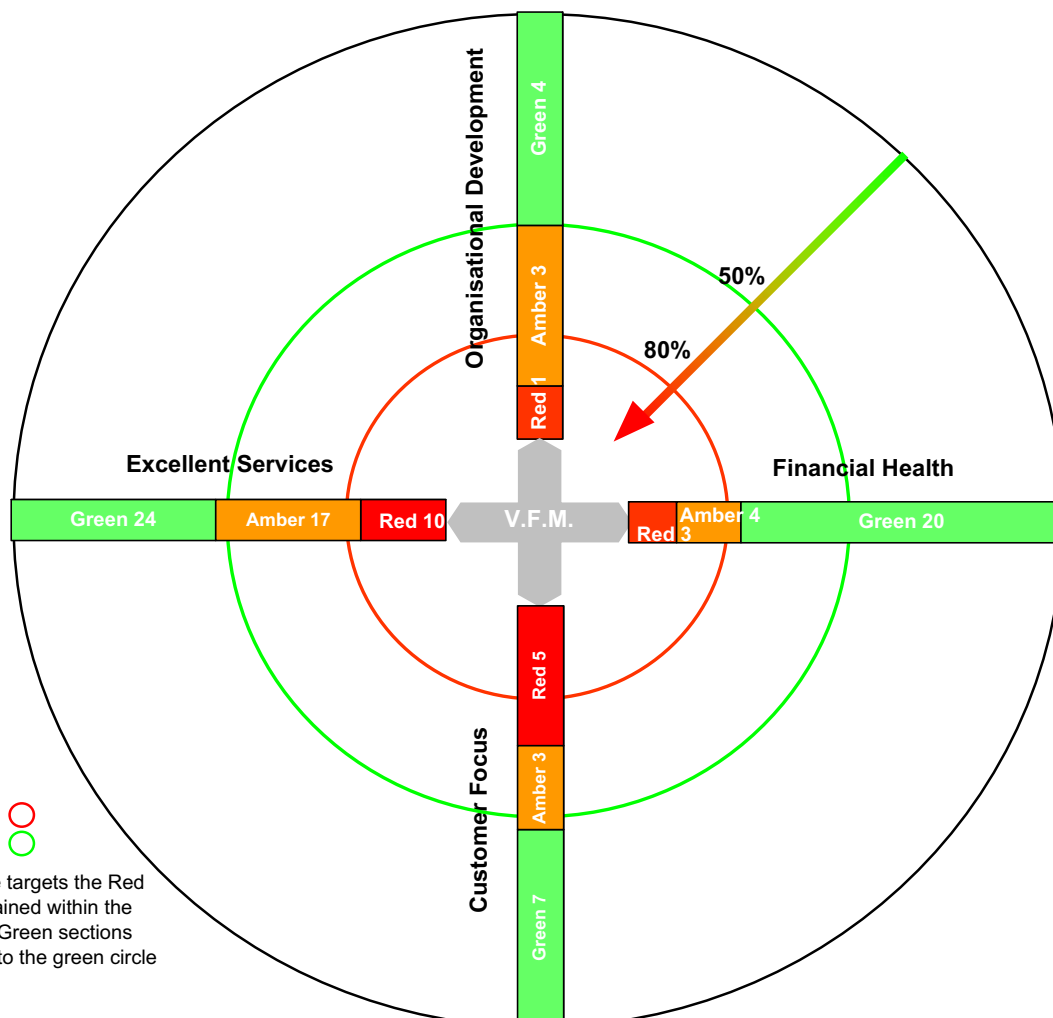 Organisational Development
Green 4
Amber 3
Red 1
50%
80%
Excellent Services
Green 24
Amber 17
Red 10
V.F.M.
Financial Health
Red 3
Amber 4
Green 20
Customer Focus
Red 5
Amber 3
Green 7
targets the Red
within the
Green sections
to the green circle